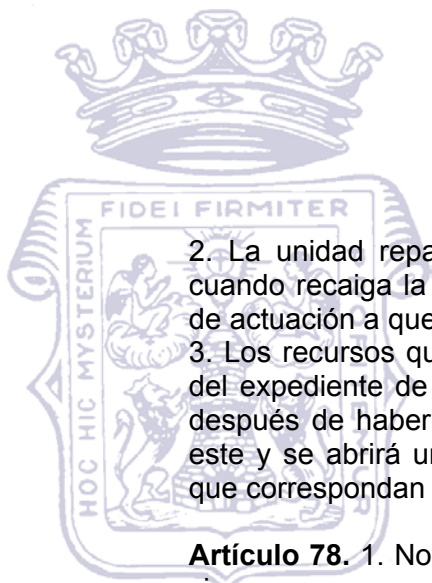 FIDEI FIRMITER
HOC HIC MYSTERIUM
2. La unidad repa
cuando recaiga la
de actuación a que
3. Los recursos qu
del expediente de
después de haber
este y se abrirá un
que correspondan
Artículo 78. 1. No